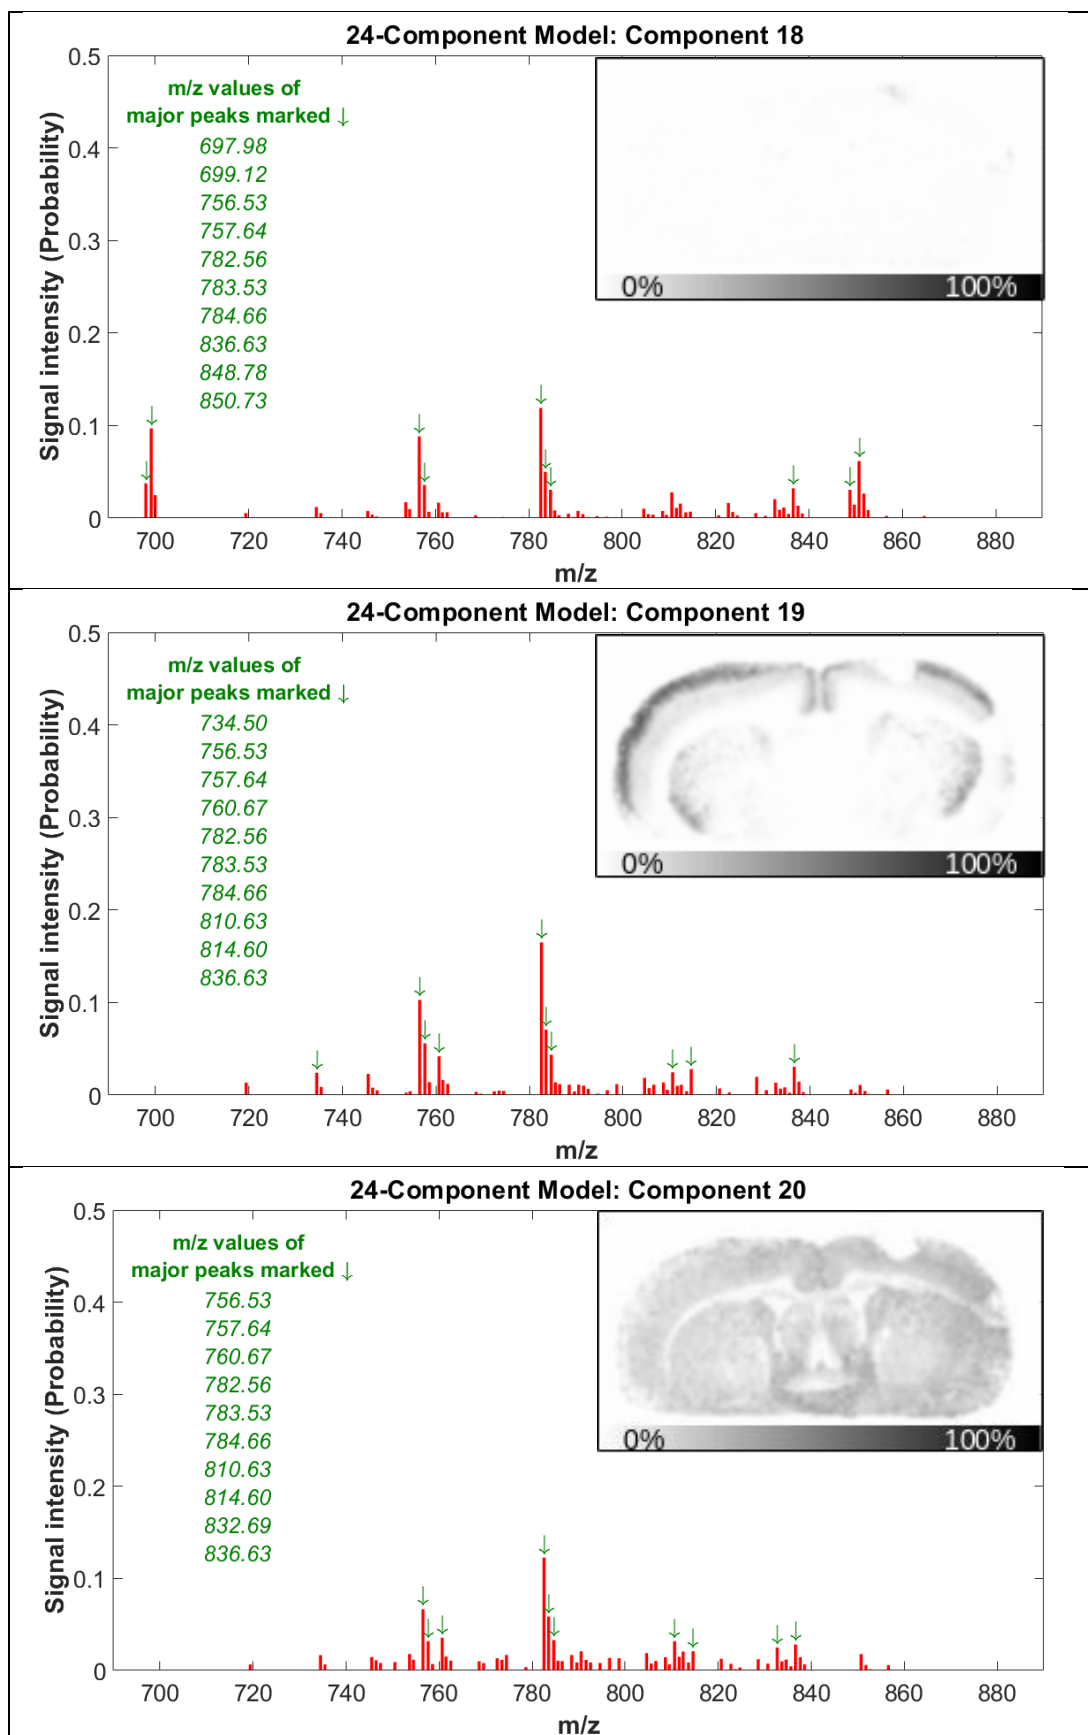 24-Component Model: Component 18
0.5
0.4
0.3
0.2
0.1
0
Signal intensity (Probability)
m/z values of
major peaks marked ↓
697.98
699.12
756.53
757.64
782.56
783.53
784.66
836.63
848.78
850.73
0% 100%
700 720 740 760 780 800 820 840 860 880
m/z
24-Component Model: Component 19
0.5
0.4
0.3
0.2
0.1
0
Signal intensity (Probability)
m/z values of
major peaks marked ↓
734.50
756.53
757.64
760.67
782.56
783.53
784.66
810.63
814.60
836.63
0% 100%
700 720 740 760 780 800 820 840 860 880
m/z
24-Component Model: Component 20
0.5
0.4
0.3
0.2
0.1
0
Signal intensity (Probability)
m/z values of
major peaks marked ↓
756.53
757.64
760.67
782.56
783.53
784.66
810.63
814.60
832.69
836.63
0% 100%
700 720 740 760 780 800 820 840 860 880
m/z